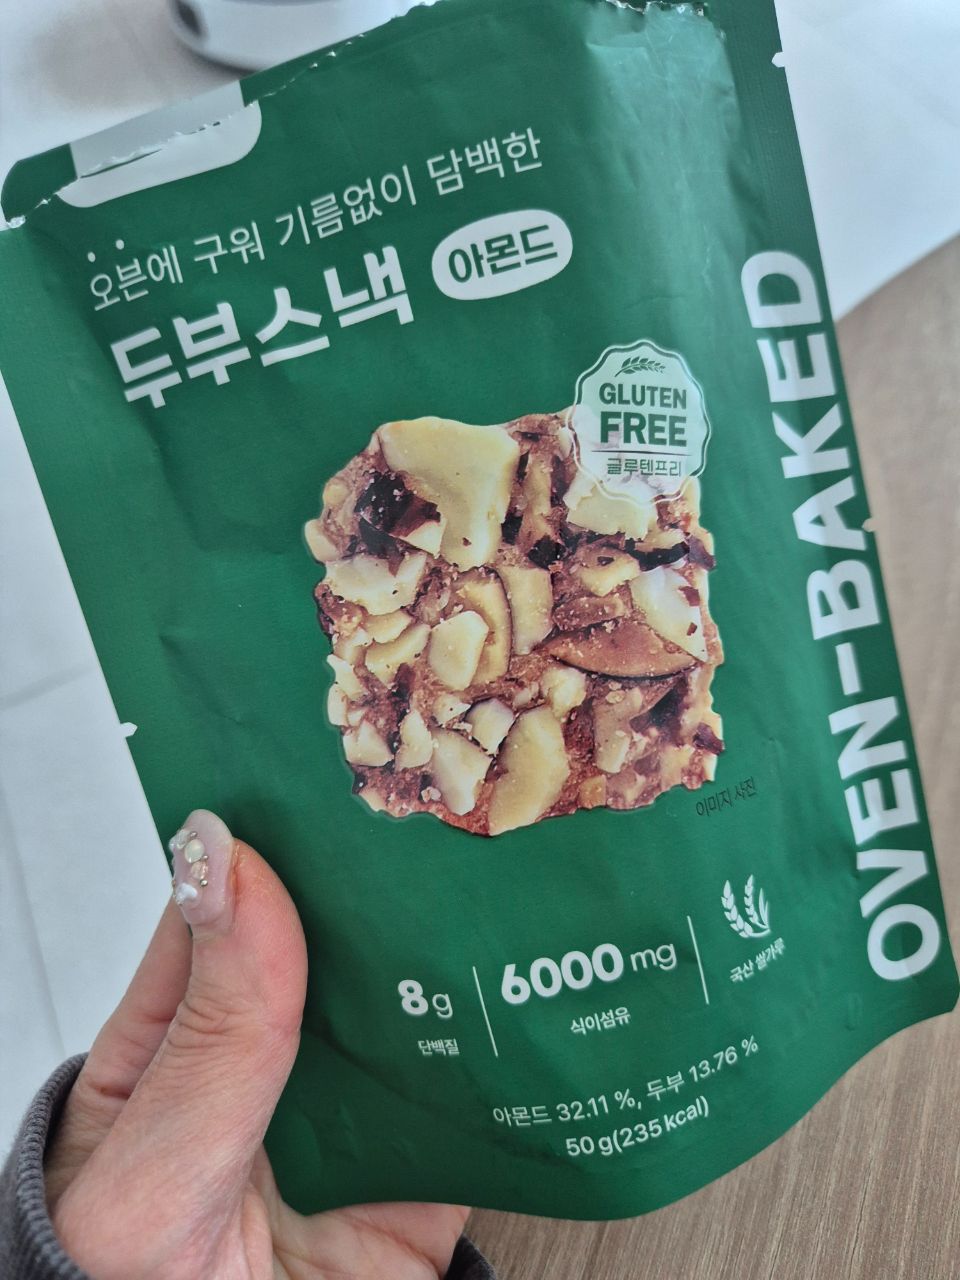 오븐에 구워 기름없이 담백한
두부스낵 아몬드
GLUTEN
FREE
글루텐프리
OVEN-BAKED
이미지 사진
8g
단백질
6000 mg
식이섬유
국산 쌀가루
아몬드 32.11 %, 두부 13.76 %
50 g(235 kcal)